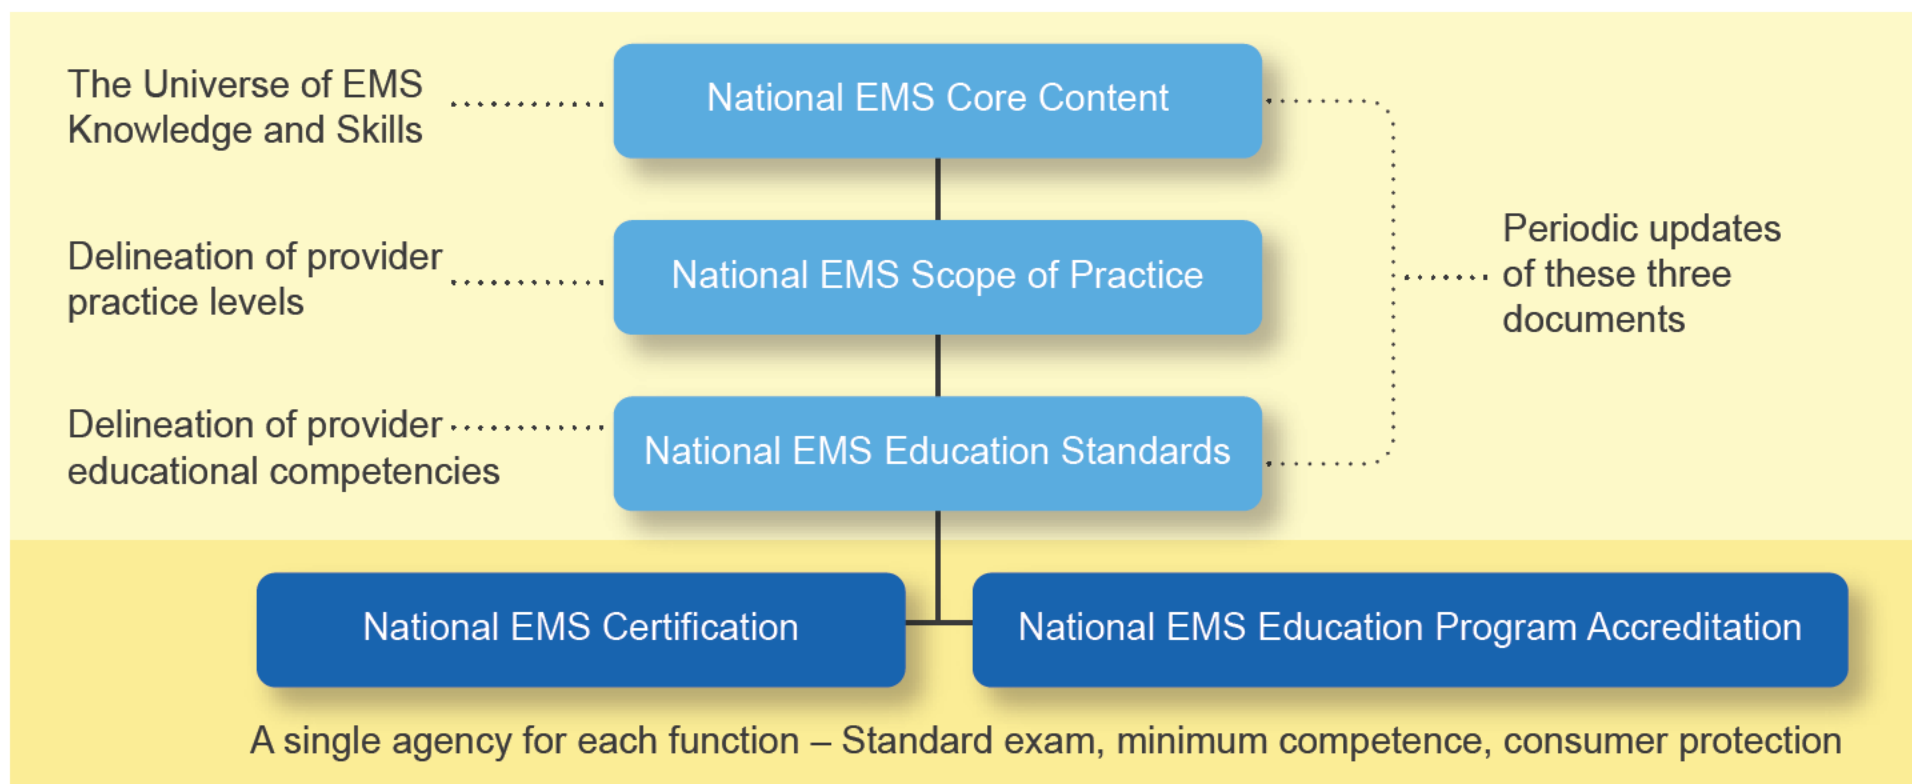 The Universe of EMS
Knowledge and Skills
National EMS Core Content
Delineation of provider
practice levels
National EMS Scope of Practice
Periodic updates
of these three
documents
Delineation of provider
educational competencies
National EMS Education Standards
National EMS Certification
National EMS Education Program Accreditation
A single agency for each function – Standard exam, minimum competence, consumer protection